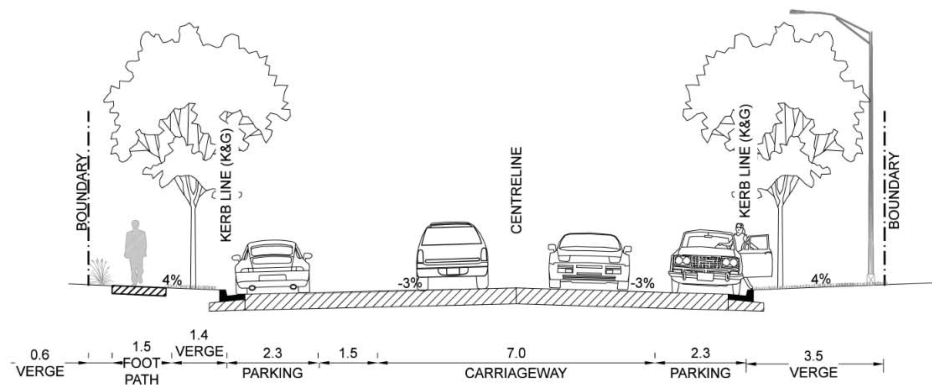 BOUNDARY
KERB LINE (K&G)
CENTRELINE
KERB LINE (K&G)
BOUNDARY
4%
-3%
-3%
4%
0.6
VERGE
1.5
FOOT
PATH
1.4
VERGE
2.3
PARKING
1.5
7.0
CARRIAGEWAY
2.3
PARKING
3.5
VERGE